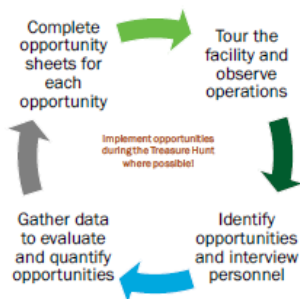 Complete
opportunity
sheets for
each
opportunity
Tour the
facility and
observe
operations
Implement opportunities
during the Treasure Hunt
where possible!
Gather data
to evaluate
and quantify
opportunities
Identify
opportunities
and interview
personnel